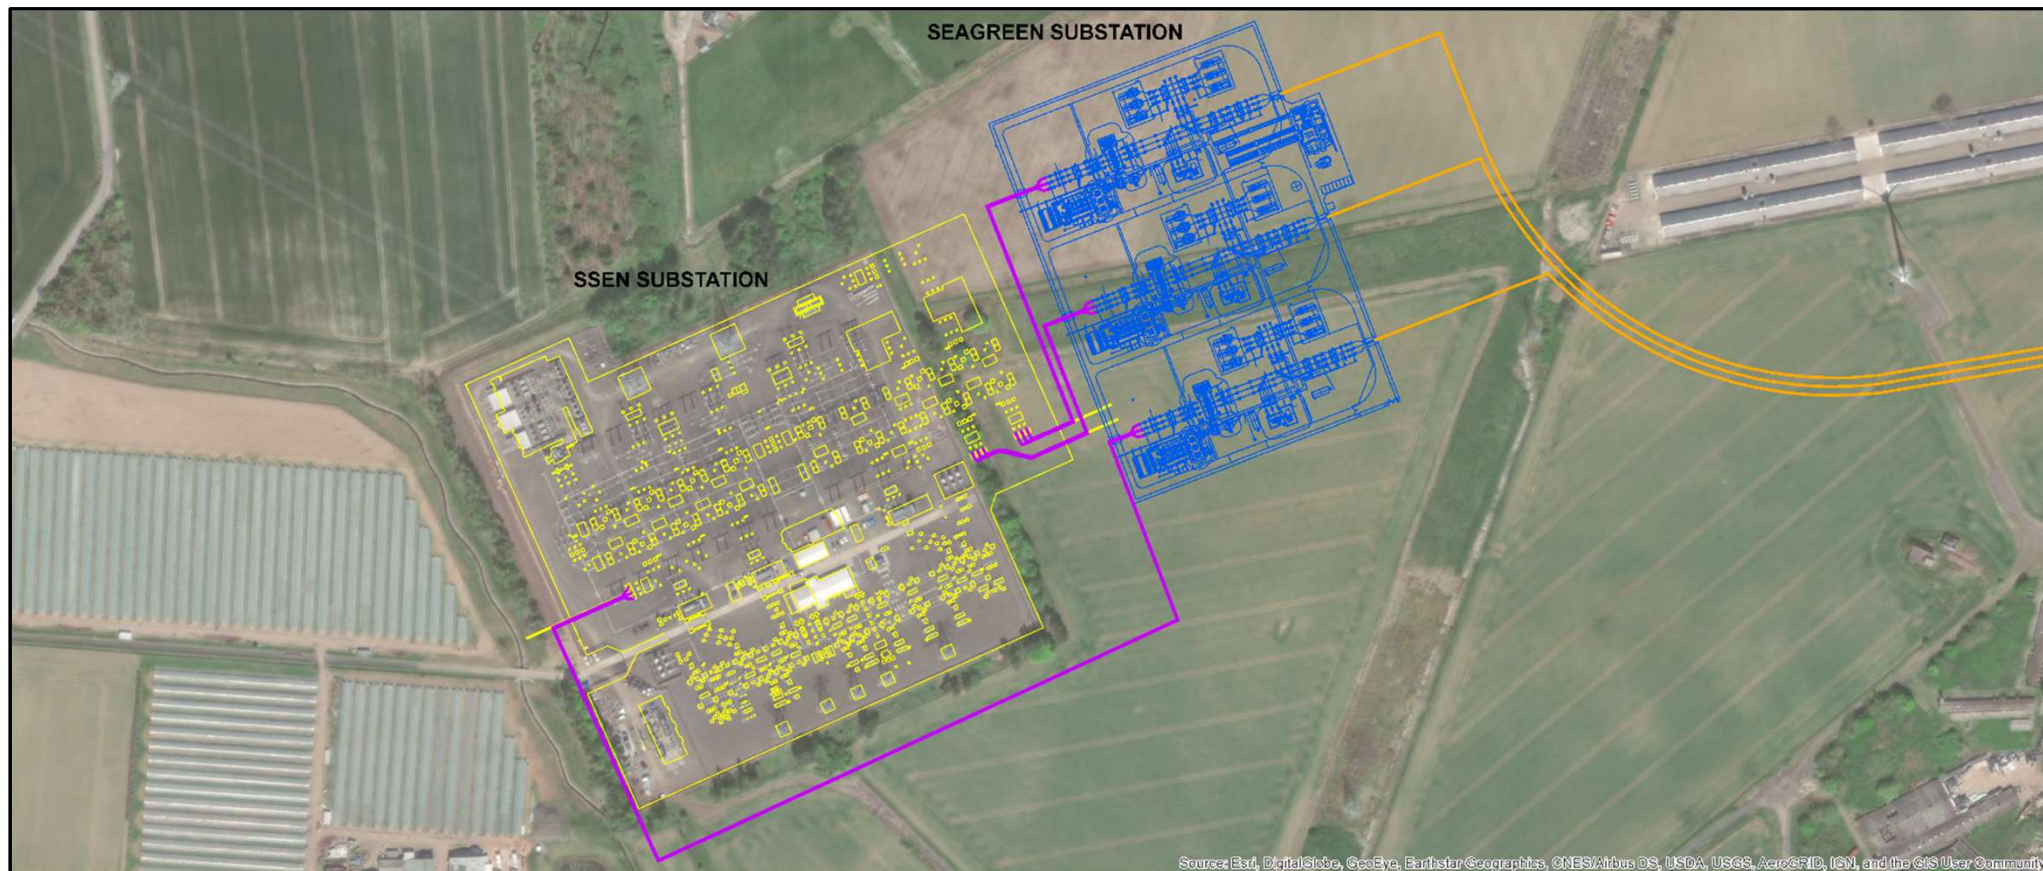 SEAGREEN SUBSTATION
SSEN SUBSTATION
Source: Esri, DigitalGlobe, GeoEye, Earthstar Geographics, CNES/Airbus DS, USDA, USGS, AeroGRID, IGN, and the GIS User Community